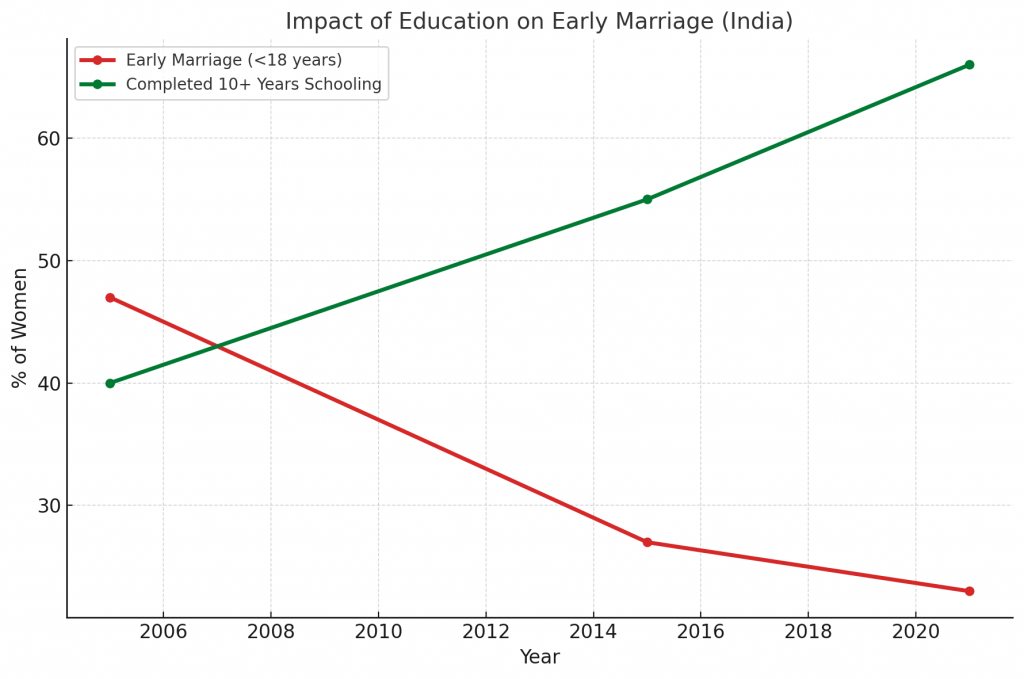 Impact of Education on Early Marriage (India)
Early Marriage (<18 years)
Completed 10+ Years Schooling
60
50
40
30
% of Women
2006 2008 2010 2012 2014 2016 2018 2020
Year